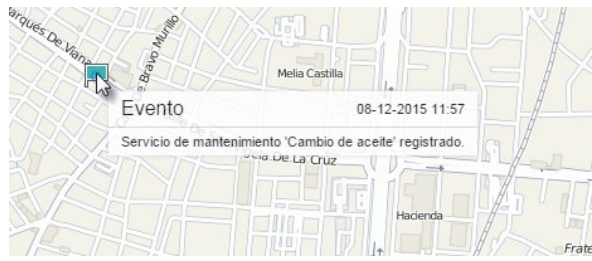 Marqués De Viana
Bravo Murillo
Melia Castilla
Evento 08-12-2015 11:57
Servicio de mantenimiento 'Cambio de aceite' registrado.
De La Cruz
Hacienda